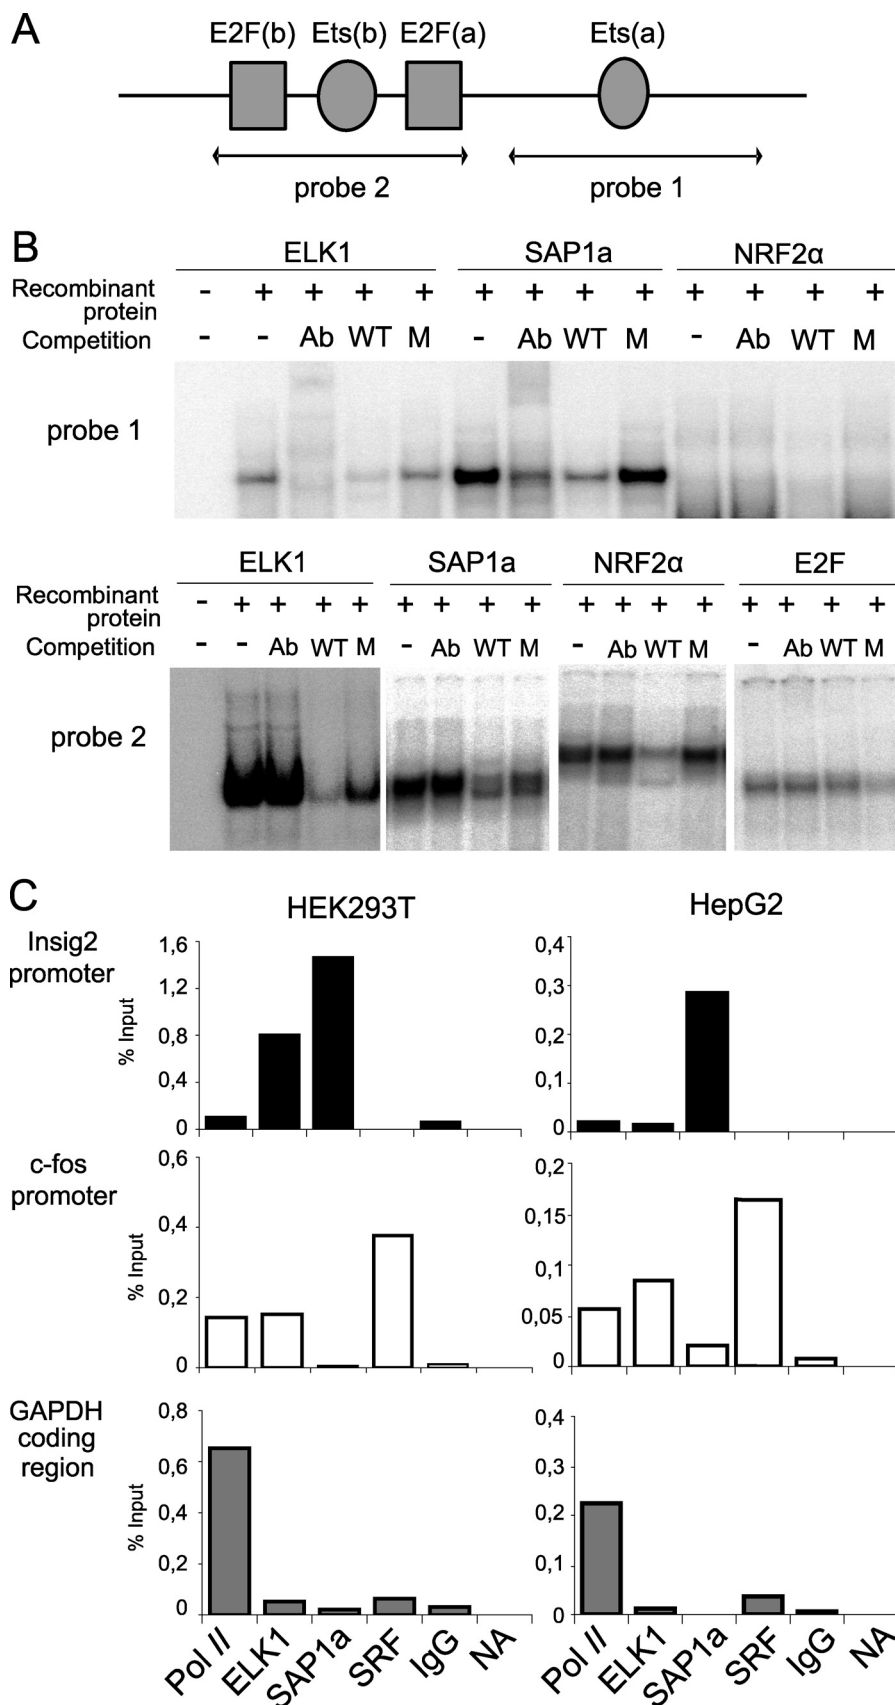 A
E2F(b) Ets(b) E2F(a) Ets(a)
probe 2 probe 1
B
ELK1 SAP1a NRF2α
Recombinant protein - + + + + + + + + + + + +
Competition - - Ab WT M - Ab WT M - Ab WT M
probe 1
ELK1 SAP1a NRF2α E2F
Recombinant protein - + + + + + + + + + + + + + + + +
Competition - - Ab WT M - Ab WT M - Ab WT M - Ab WT M
probe 2
C
HEK293T HepG2
Insig2
promoter
% Input
1,6
1,2
0,8
0,4
0
0,4
0,3
0,2
0,1
0
c-fos
promoter
% Input
0,6
0,4
0,2
0
0,2
0,15
0,1
0,05
0
GAPDH
coding
region
% Input
0,8
0,6
0,4
0,2
0
0,4
0,3
0,2
0,1
0
Pol II ELK1 SAP1a SRF IgG NA
Pol II ELK1 SAP1a SRF IgG NA